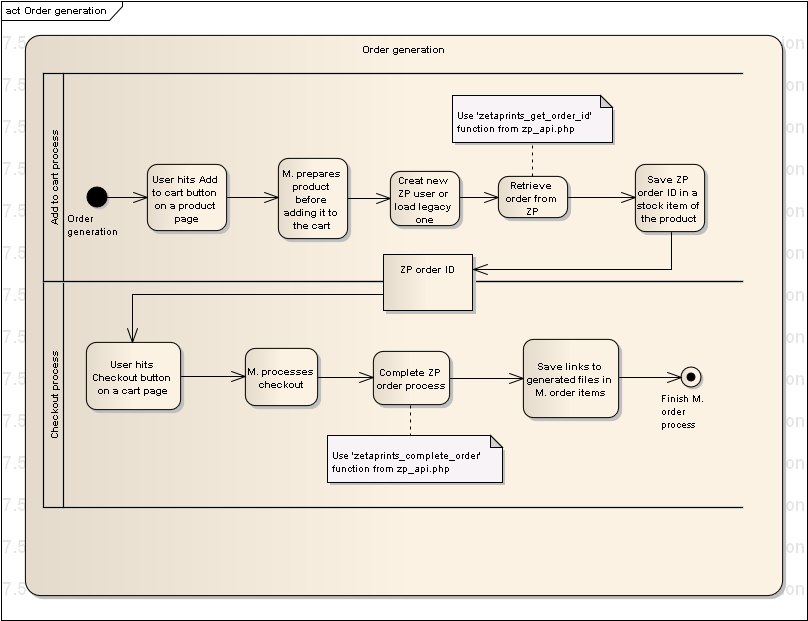 act Order generation
Order generation
Add to cart process
Use 'zetaprints_get_order_id'
function from zp_api.php
Order
generation
User hits Add
to cart button
on a product
page
M. prepares
product
before
adding it to
the cart
Creat new
ZP user or
load legacy
one
Retrieve
order from
ZP
Save ZP
order ID in a
stock item of
the product
ZP order ID
Checkout process
User hits
Checkout button
on a cart page
M. processes
checkout
Complete ZP
order process
Save links to
generated files in
M. order items
Finish M.
order
process
Use 'zetaprints_complete_order'
function from zp_api.php